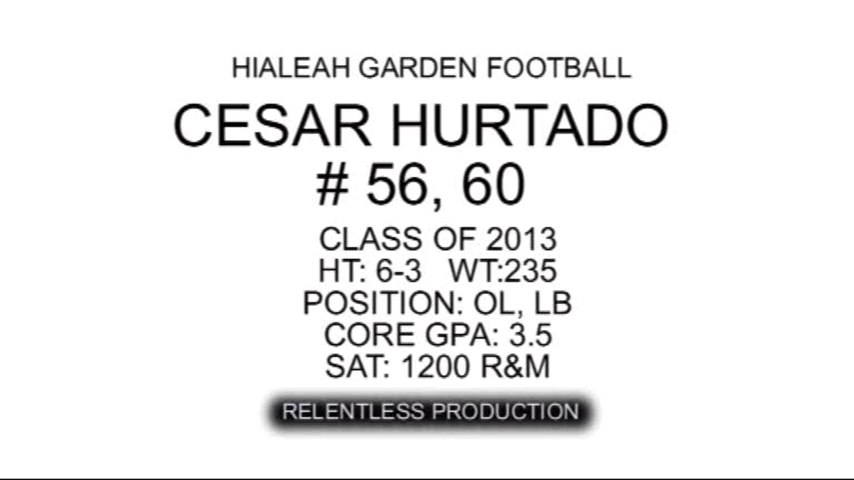 HIALEAH GARDEN FOOTBALL
CESAR HURTADO
# 56, 60
CLASS OF 2013
HT: 6-3 WT:235
POSITION: OL, LB
CORE GPA: 3.5
SAT: 1200 R&M
RELENTLESS PRODUCTION